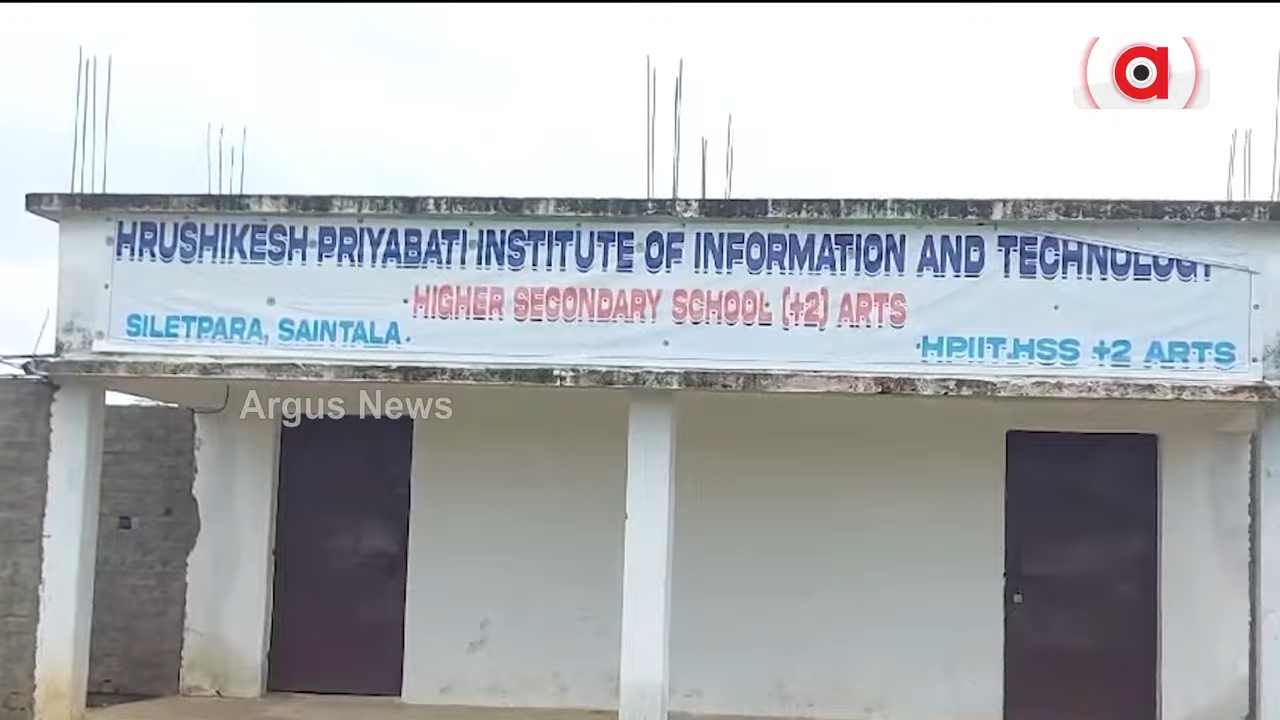 HRUSHIKESH PRIYABATI INSTITUTE OF INFORMATION AND TECHNOLOGY
HIGHER SECONDARY SCHOOL (+2) ARTS
SILETPARA, SAINTALA.
HPIIT.HSS +2 ARTS
Argus News